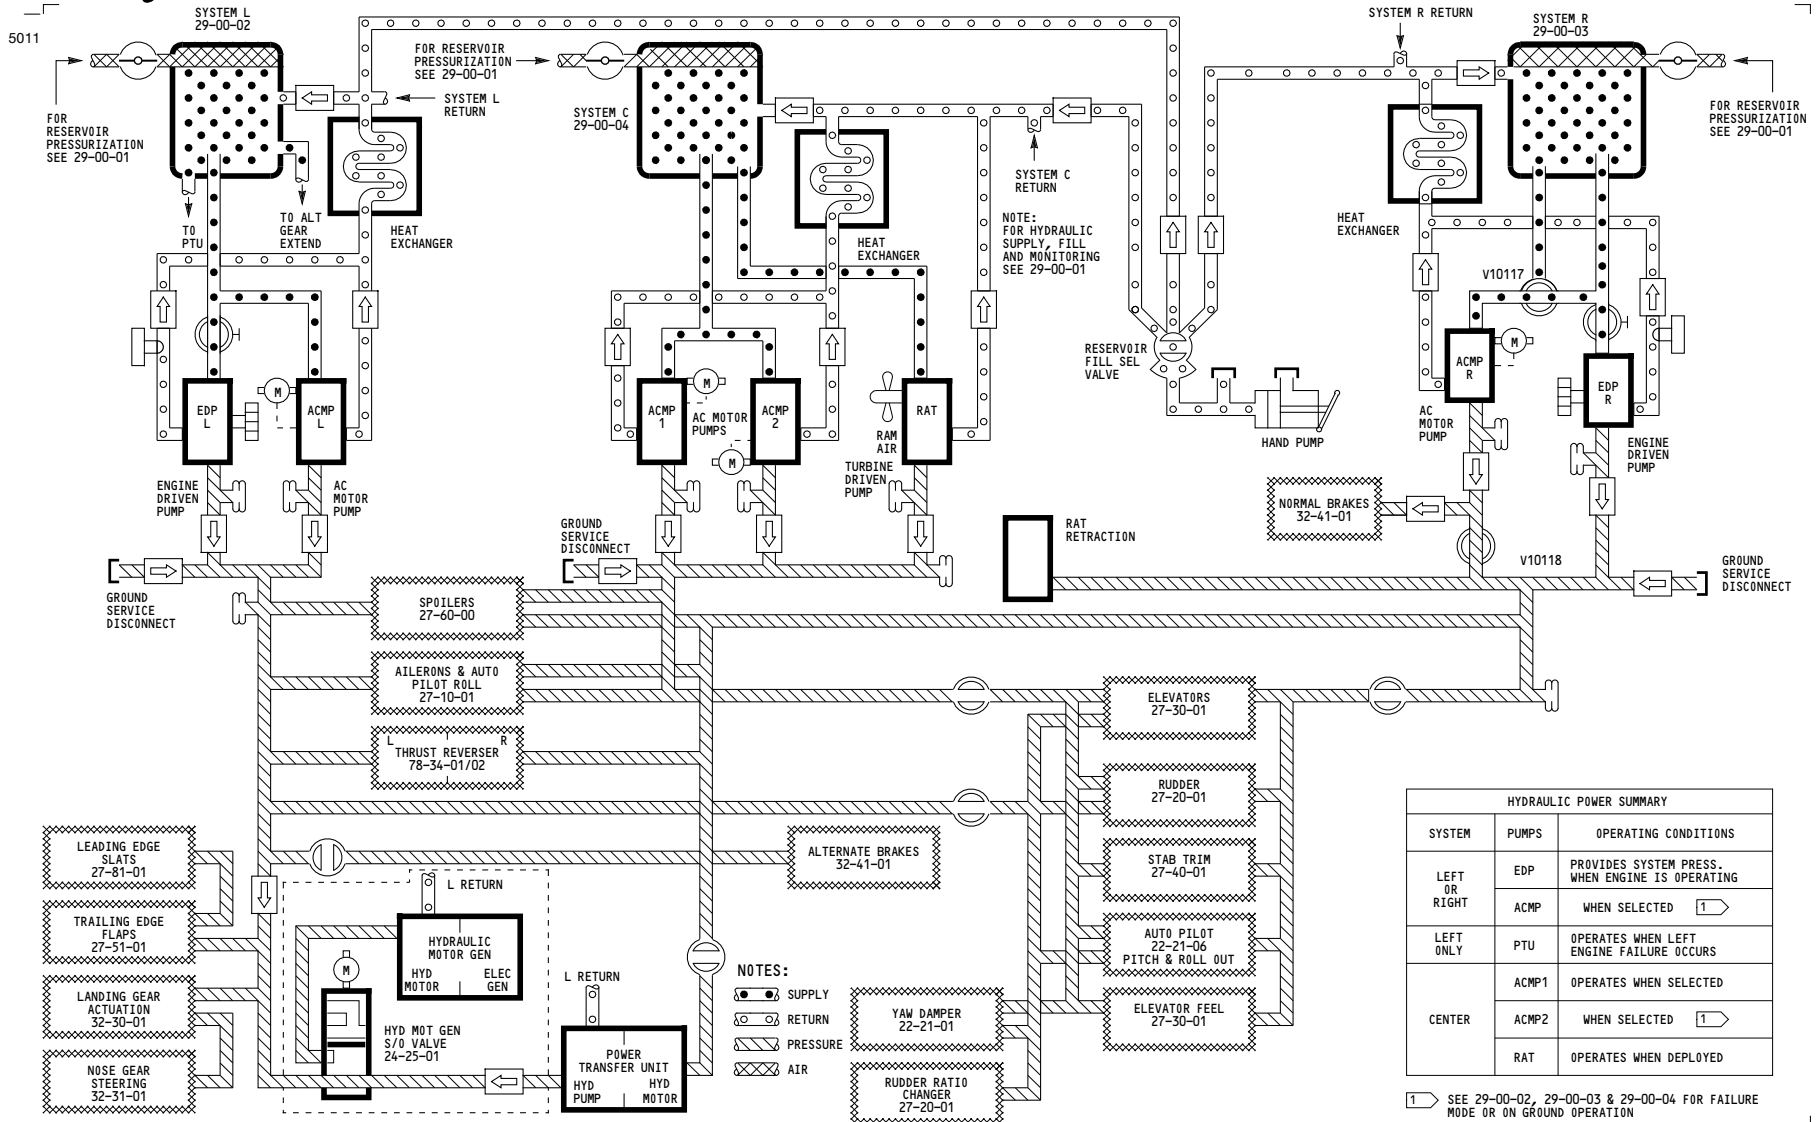 5011
SYSTEM L
29-00-02
FOR RESERVOIR
PRESSURIZATION
SEE 29-00-01
SYSTEM R RETURN
SYSTEM R
29-00-03
FOR
RESERVOIR
PRESSURIZATION
SEE 29-00-01
SYSTEM L
RETURN
SYSTEM C
29-00-04
FOR RESERVOIR
PRESSURIZATION
SEE 29-00-01
TO
PTU
TO ALT
GEAR
EXTEND
HEAT
EXCHANGER
HEAT
EXCHANGER
SYSTEM C
RETURN
NOTE:
FOR HYDRAULIC
SUPPLY, FILL
AND MONITORING
SEE 29-00-01
HEAT
EXCHANGER
V10117
RESERVOIR
FILL SEL
VALVE
HAND PUMP
EDP
L
M
ACMP
L
ACMP
1
M
AC MOTOR
PUMPS
ACMP
2
M
RAT
RAM
AIR
TURBINE
DRIVEN
PUMP
ACMP
R
M
EDP
R
AC
MOTOR
PUMP
ENGINE
DRIVEN
PUMP
ENGINE
DRIVEN
PUMP
AC
MOTOR
PUMP
NORMAL BRAKES
32-41-01
GROUND
SERVICE
DISCONNECT
GROUND
SERVICE
DISCONNECT
RAT
RETRACTION
V10118
GROUND
SERVICE
DISCONNECT
SPOILERS
27-60-00
AILERONS & AUTO
PILOT ROLL
27-10-01
L R
THRUST REVERSER
78-34-01/02
ELEVATORS
27-30-01
RUDDER
27-20-01
STAB TRIM
27-40-01
AUTO PILOT
22-21-06
PITCH & ROLL OUT
ELEVATOR FEEL
27-30-01
LEADING EDGE
SLATS
27-81-01
TRAILING EDGE
FLAPS
27-51-01
LANDING GEAR
ACTUATION
32-30-01
NOSE GEAR
STEERING
32-31-01
ALTERNATE BRAKES
32-41-01
L RETURN
HYDRAULIC
MOTOR GEN
HYD
MOTOR
ELEC
GEN
M
HYD MOT GEN
S/O VALVE
24-25-01
L RETURN
POWER
TRANSFER UNIT
HYD
PUMP
HYD
MOTOR
NOTES:
SUPPLY
RETURN
PRESSURE
AIR
YAW DAMPER
22-21-01
RUDDER RATIO
CHANGER
27-20-01
HYDRAULIC POWER SUMMARY
SYSTEM PUMPS OPERATING CONDITIONS
LEFT
OR
RIGHT
EDP
PROVIDES SYSTEM PRESS.
WHEN ENGINE IS OPERATING
ACMP WHEN SELECTED 1
LEFT
ONLY
PTU
OPERATES WHEN LEFT
ENGINE FAILURE OCCURS
CENTER
ACMP1 OPERATES WHEN SELECTED
ACMP2 WHEN SELECTED 1
RAT OPERATES WHEN DEPLOYED
1 SEE 29-00-02, 29-00-03 & 29-00-04 FOR FAILURE
MODE OR ON GROUND OPERATION